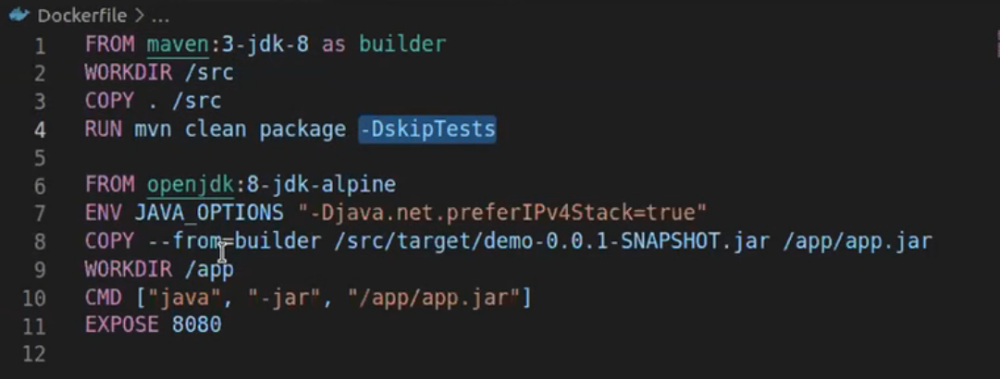 Dockerfile > ...
1 FROM maven:3-jdk-8 as builder
2 WORKDIR /src
3 COPY . /src
4 RUN mvn clean package -DskipTests
5
6 FROM openjdk:8-jdk-alpine
7 ENV JAVA_OPTIONS "-Djava.net.preferIPv4Stack=true"
8 COPY --from=builder /src/target/demo-0.0.1-SNAPSHOT.jar /app/app.jar
9 WORKDIR /app
10 CMD ["java", "-jar", "/app/app.jar"]
11 EXPOSE 8080
12